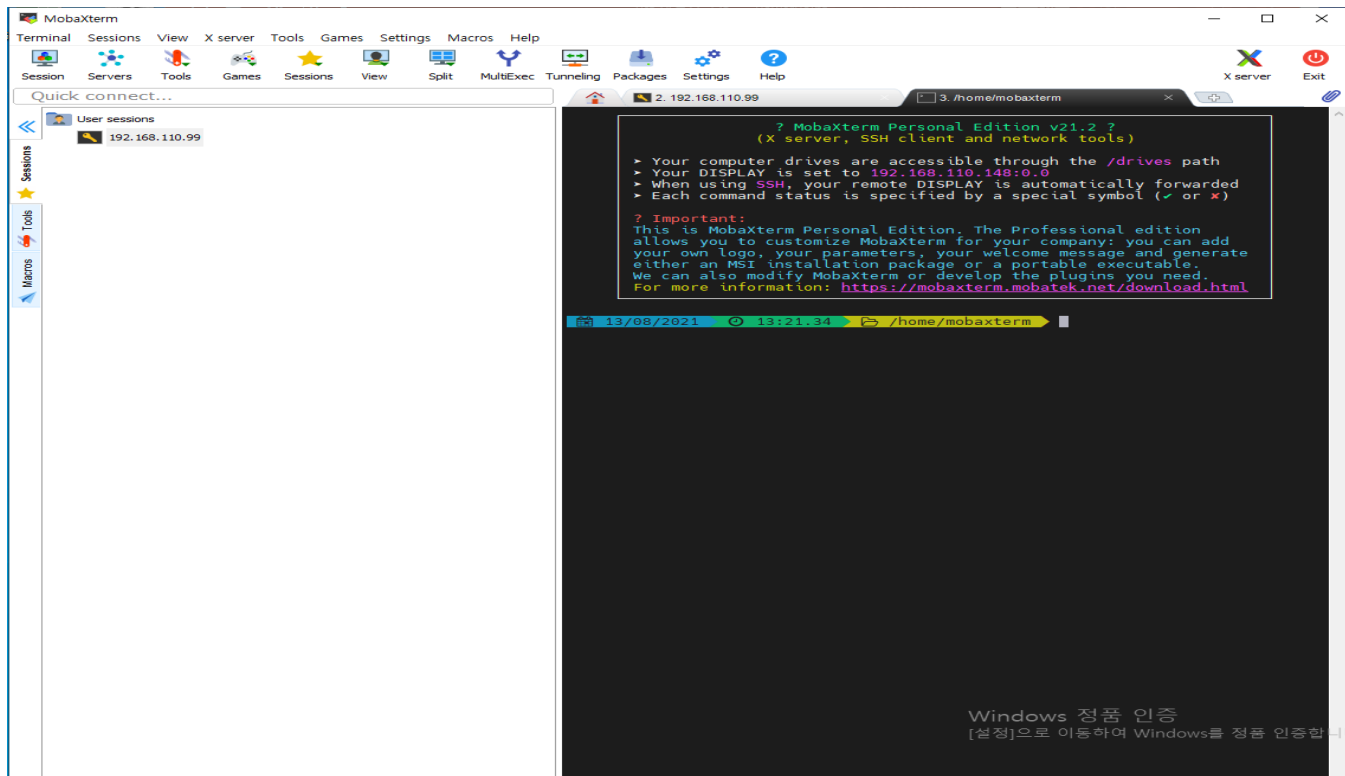 MobaXterm
Terminal Sessions View X server Tools Games Settings Macros Help
Session Servers Tools Games Sessions View Split MultiExec Tunneling Packages Settings Help X server Exit
Quick connect...
2. 192.168.110.99
3. /home/mobaxterm
User sessions
192.168.110.99
Sessions
Tools
Macros
? MobaXterm Personal Edition v21.2 ?
(X server, SSH client and network tools)
➤ Your computer drives are accessible through the /drives path
➤ Your DISPLAY is set to 192.168.110.148:0.0
➤ When using SSH, your remote DISPLAY is automatically forwarded
➤ Each command status is specified by a special symbol (✔ or ✘)
? Important:
This is MobaXterm Personal Edition. The Professional edition
allows you to customize MobaXterm for your company: you can add
your own logo, your parameters, your welcome message and generate
either an MSI installation package or a portable executable.
We can also modify MobaXterm or develop the plugins you need.
For more information: https://mobaxterm.mobatek.net/download.html
13/08/2021 13:21.34 /home/mobaxterm
Windows 정품 인증
[설정]으로 이동하여 Windows를 정품 인증합니